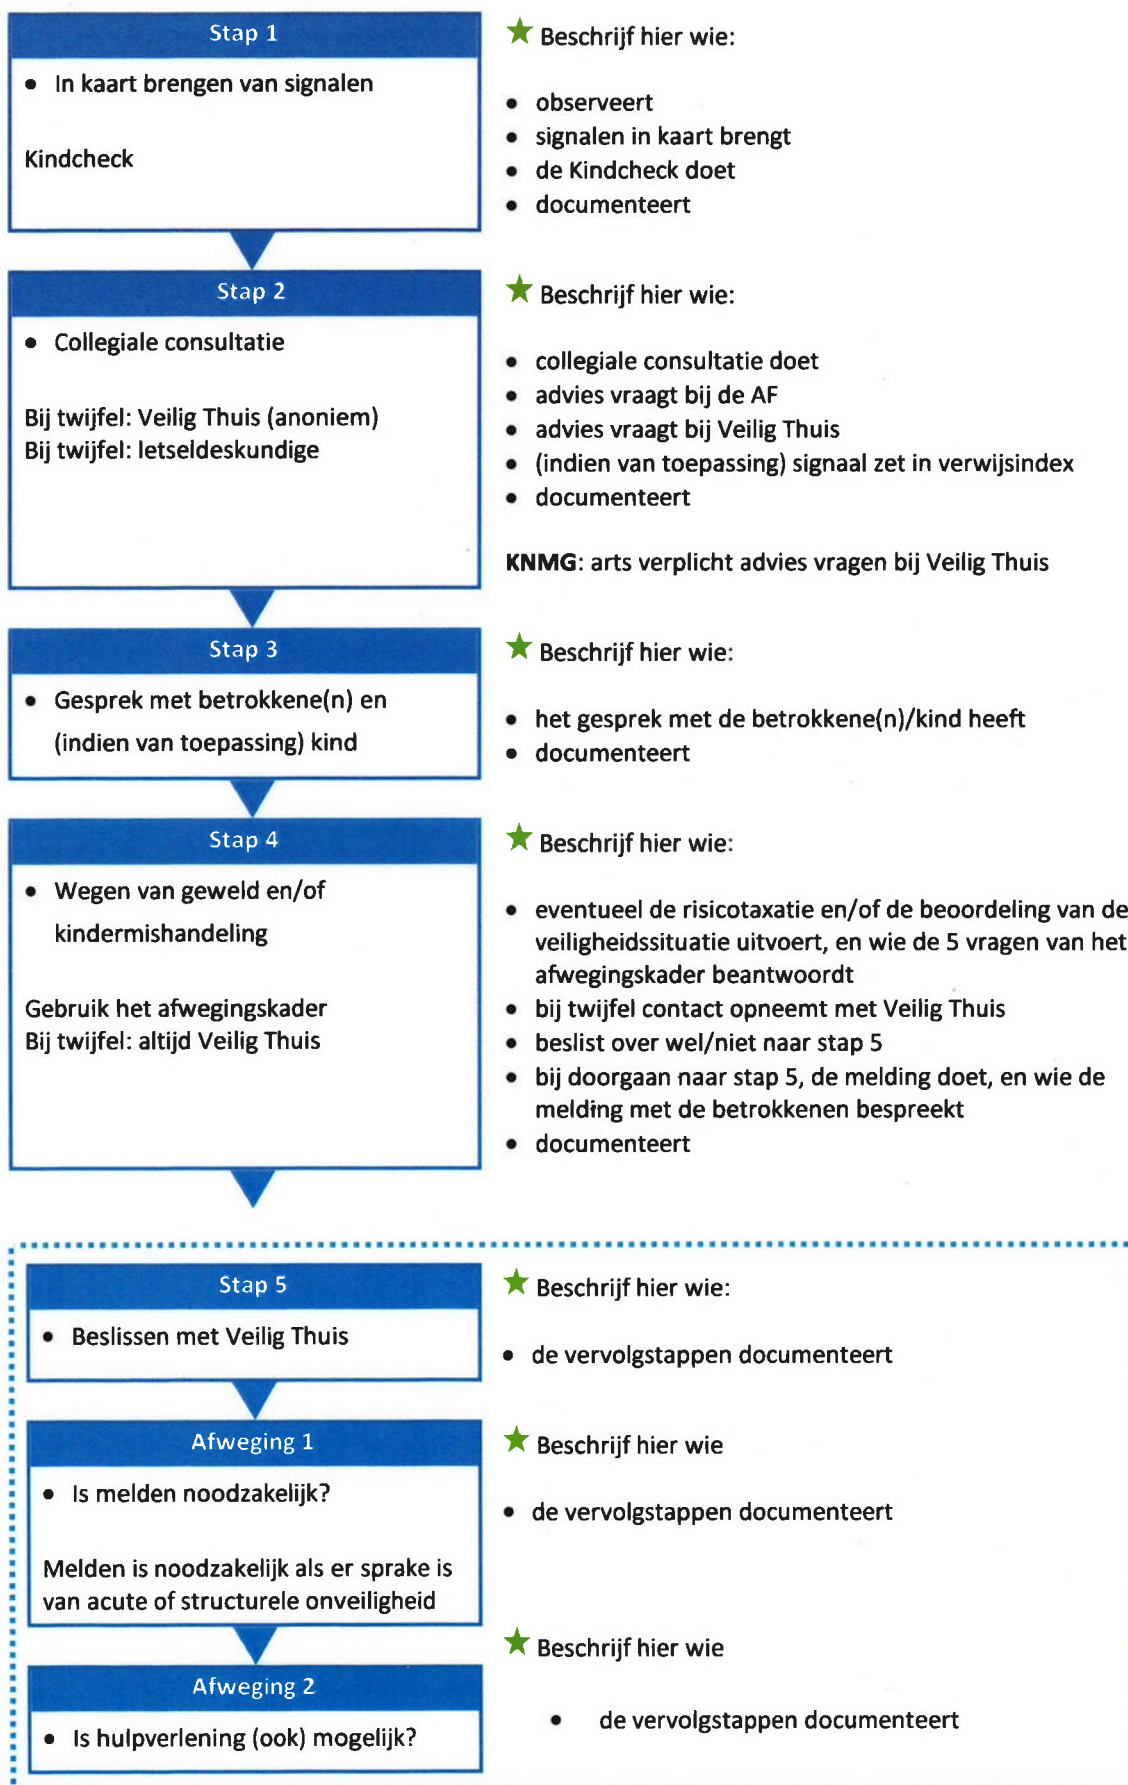 Stap 1
• In kaart brengen van signalen
Kindcheck
★ Beschrijf hier wie:
• observeert
• signalen in kaart brengt
• de Kindcheck doet
• documenteert
Stap 2
• Collegiale consultatie
Bij twijfel: Veilig Thuis (anoniem)
Bij twijfel: letseldeskundige
★ Beschrijf hier wie:
• collegiale consultatie doet
• advies vraagt bij de AF
• advies vraagt bij Veilig Thuis
• (indien van toepassing) signaal zet in verwijsindex
• documenteert
KNMG: arts verplicht advies vragen bij Veilig Thuis
Stap 3
• Gesprek met betrokkene(n) en
(indien van toepassing) kind
★ Beschrijf hier wie:
• het gesprek met de betrokkene(n)/kind heeft
• documenteert
Stap 4
• Wegen van geweld en/of
kindermishandeling
Gebruik het afwegingskader
Bij twijfel: altijd Veilig Thuis
★ Beschrijf hier wie:
• eventueel de risicotaxatie en/of de beoordeling van de
veiligheidssituatie uitvoert, en wie de 5 vragen van het
afwegingskader beantwoordt
• bij twijfel contact opneemt met Veilig Thuis
• beslist over wel/niet naar stap 5
• bij doorgaan naar stap 5, de melding doet, en wie de
melding met de betrokkenen bespreekt
• documenteert
Stap 5
• Beslissen met Veilig Thuis
★ Beschrijf hier wie:
• de vervolgstappen documenteert
Afweging 1
• Is melden noodzakelijk?
Melden is noodzakelijk als er sprake is
van acute of structurele onveiligheid
★ Beschrijf hier wie
• de vervolgstappen documenteert
Afweging 2
• Is hulpverlening (ook) mogelijk?
★ Beschrijf hier wie
• de vervolgstappen documenteert